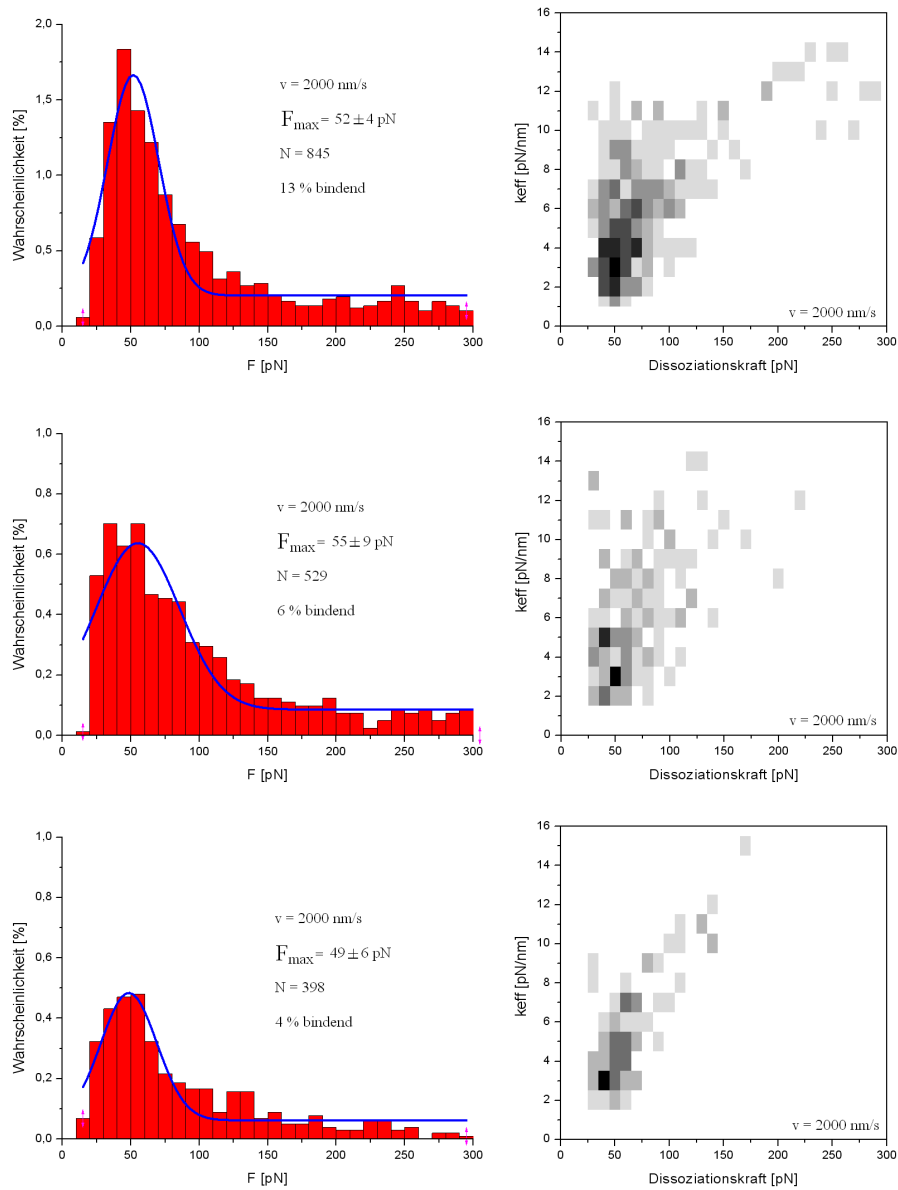 2,0
1,5
1,0
0,5
0,0
Wahrscheinlichkeit [%]
v = 2000 nm/s
Fmax = 52 ± 4 pN
N = 845
13 % bindend
0 50 100 150 200 250 300
F [pN]
16
14
12
10
8
6
4
2
0
keff [pN/nm]
v = 2000 nm/s
0 50 100 150 200 250 300
Dissoziationskraft [pN]
1,0
0,8
0,6
0,4
0,2
0,0
Wahrscheinlichkeit [%]
v = 2000 nm/s
Fmax = 55 ± 9 pN
N = 529
6 % bindend
0 50 100 150 200 250 300
F [pN]
16
14
12
10
8
6
4
2
0
keff [pN/nm]
v = 2000 nm/s
0 50 100 150 200 250 300
Dissoziationskraft [pN]
1,0
0,8
0,6
0,4
0,2
0,0
Wahrscheinlichkeit [%]
v = 2000 nm/s
Fmax = 49 ± 6 pN
N = 398
4 % bindend
0 50 100 150 200 250 300
F [pN]
16
14
12
10
8
6
4
2
0
keff [pN/nm]
v = 2000 nm/s
0 50 100 150 200 250 300
Dissoziationskraft [pN]